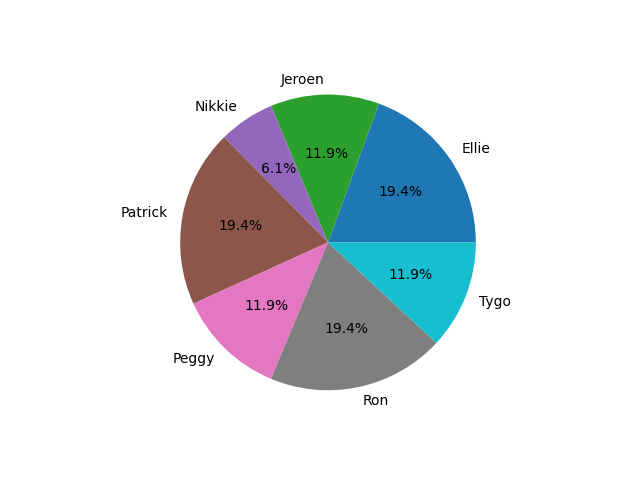 Jeroen
Nikkie
Ellie
11.9%
6.1%
19.4%
Patrick
19.4%
11.9%
Tygo
11.9%
19.4%
Peggy
Ron